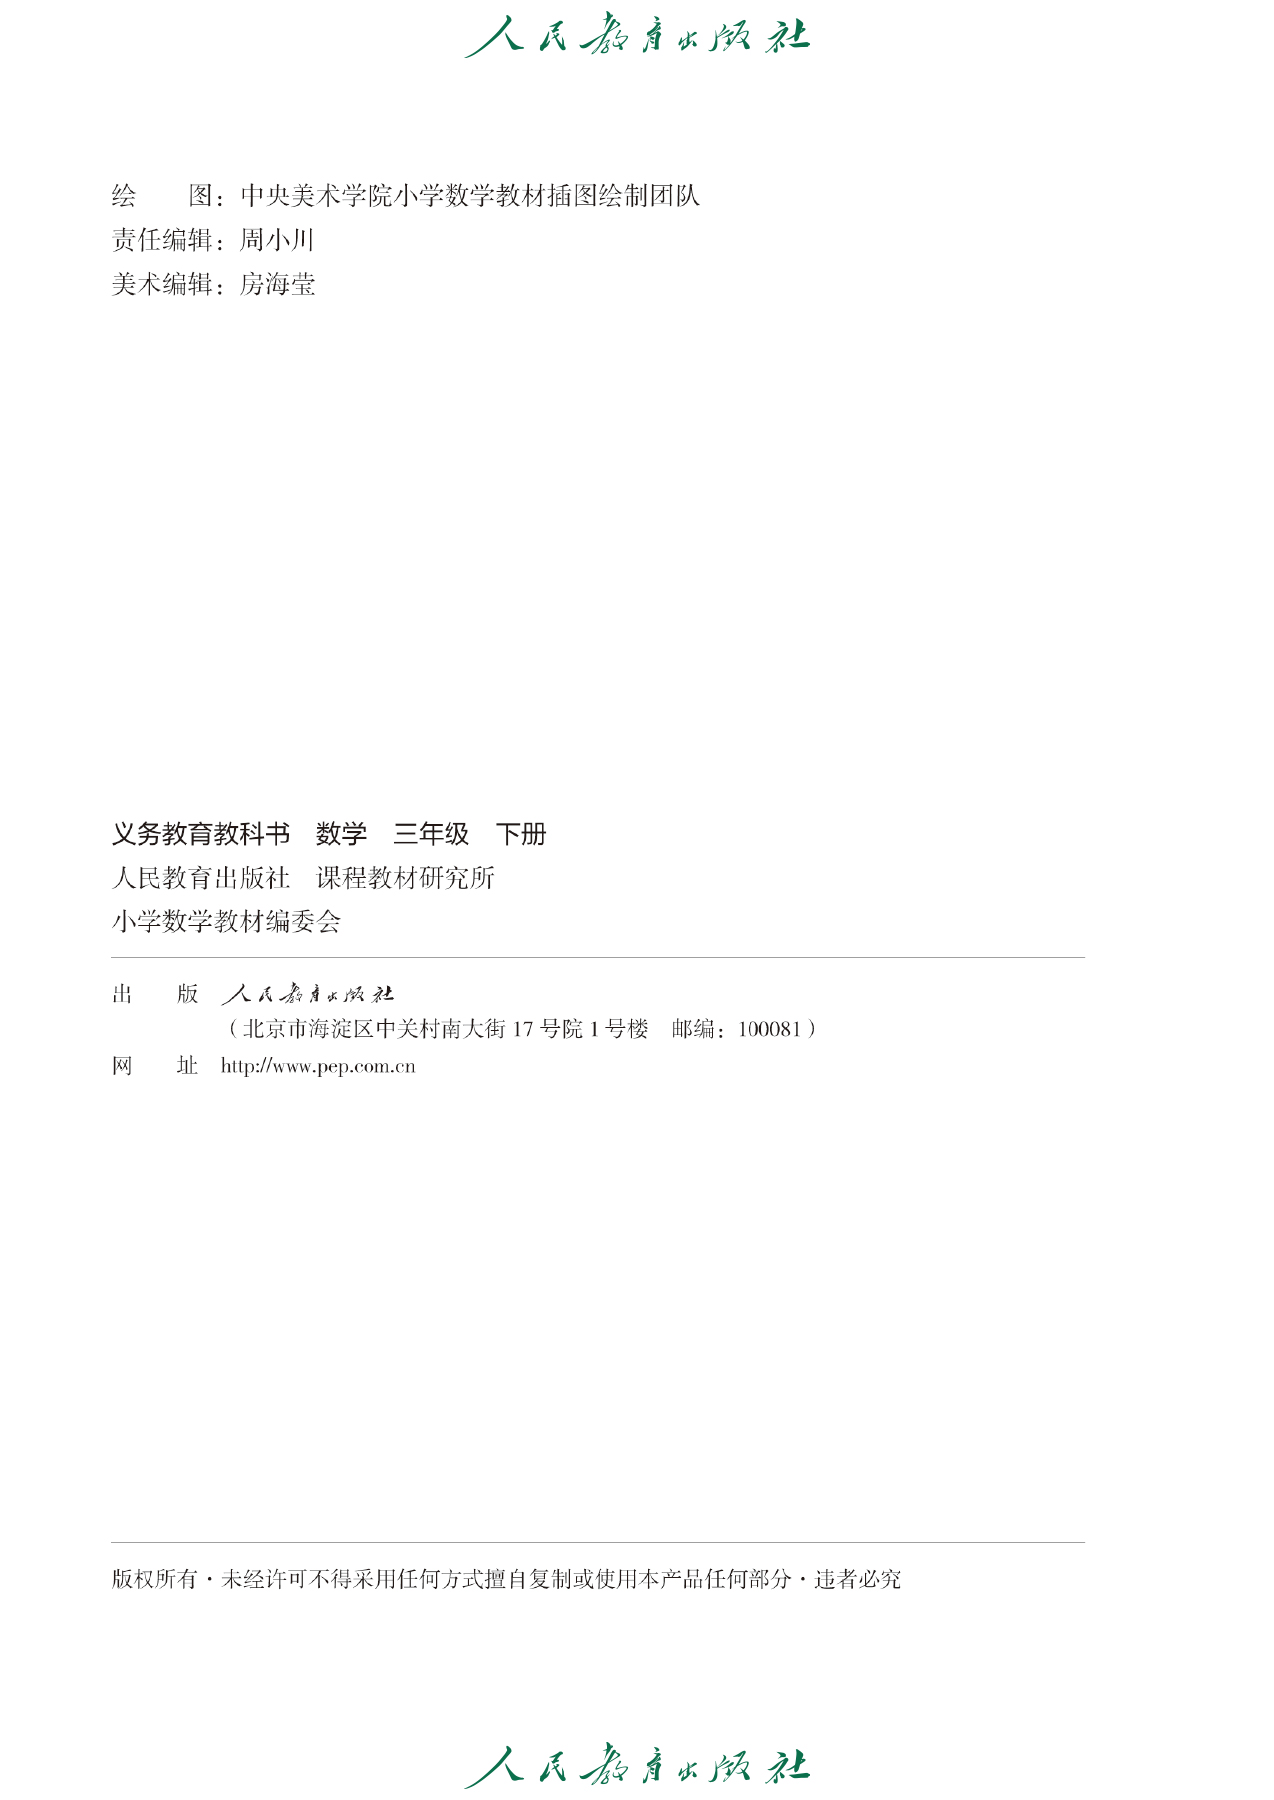 人民教育出版社
绘　　图：中央美术学院小学数学教材插图绘制团队
责任编辑：周小川
美术编辑：房海莹
义务教育教科书　数学　三年级　下册
人民教育出版社　课程教材研究所
小学数学教材编委会
出　　版　人民教育出版社
（北京市海淀区中关村南大街 17 号院 1 号楼　邮编：100081）
网　　址　http://www.pep.com.cn
版权所有・未经许可不得采用任何方式擅自复制或使用本产品任何部分・违者必究
人民教育出版社